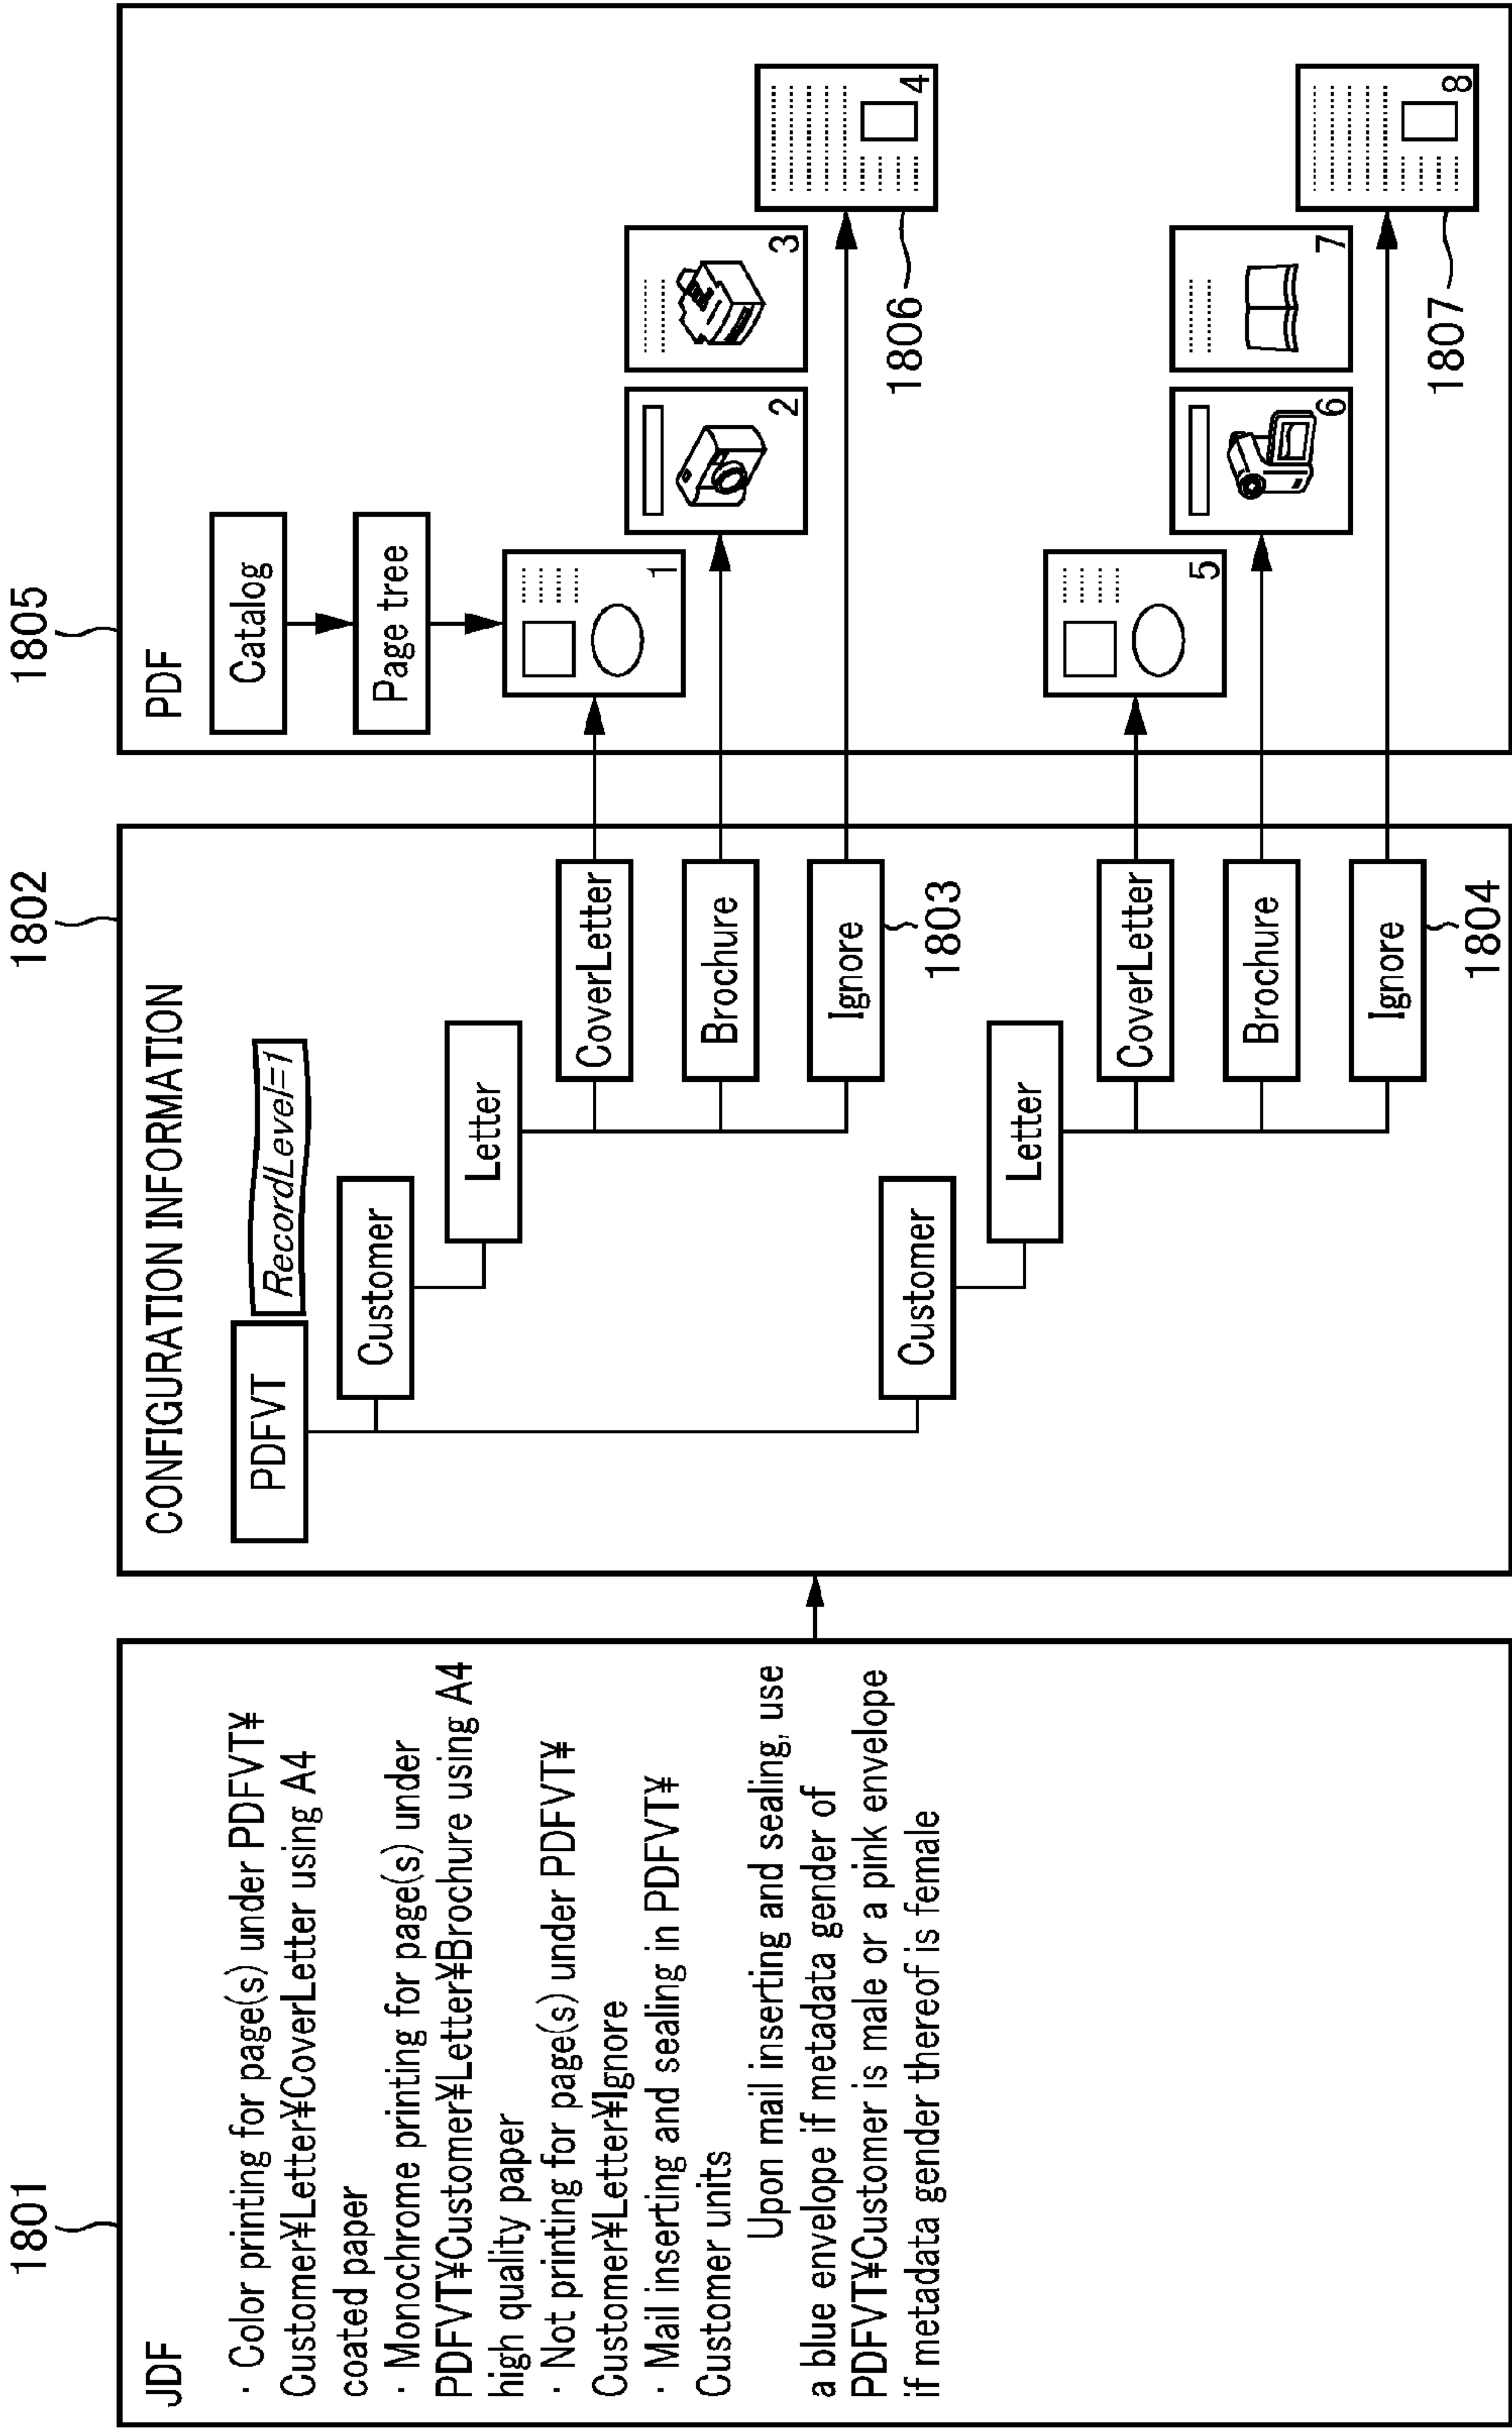 1801
JDF
· Color printing for page(s) under PDFVT¥
Customer¥Letter¥CoverLetter using A4
coated paper
· Monochrome printing for page(s) under
PDFVT¥Customer¥Letter¥Brochure using A4
high quality paper
· Not printing for page(s) under PDFVT¥
Customer¥Letter¥Ignore
· Mail inserting and sealing in PDFVT¥
Customer units
Upon mail inserting and sealing, use
a blue envelope if metadata gender of
PDFVT¥Customer is male or a pink envelope
if metadata gender thereof is female
1802
CONFIGURATION INFORMATION
PDFVT
RecordLevel=1
Customer
Letter
CoverLetter
Brochure
Ignore
1803
Customer
Letter
CoverLetter
Brochure
Ignore
1804
1805
PDF
Catalog
Page tree
1
2
3
4
1806
5
6
7
8
1807